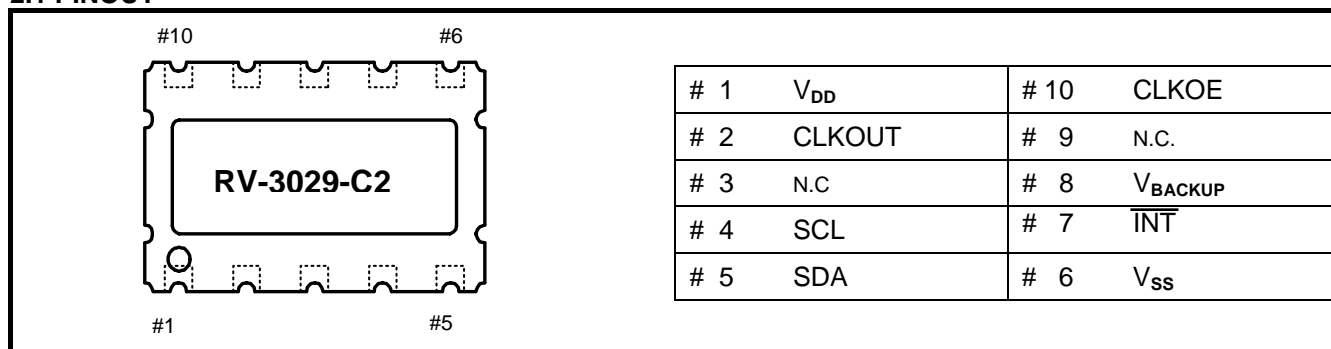 #10 #6
RV-3029-C2
#1 #5
# 1 VDD # 10 CLKOE
# 2 CLKOUT # 9 N.C.
# 3 N.C # 8 VBACKUP
# 4 SCL # 7 INT
# 5 SDA # 6 VSS